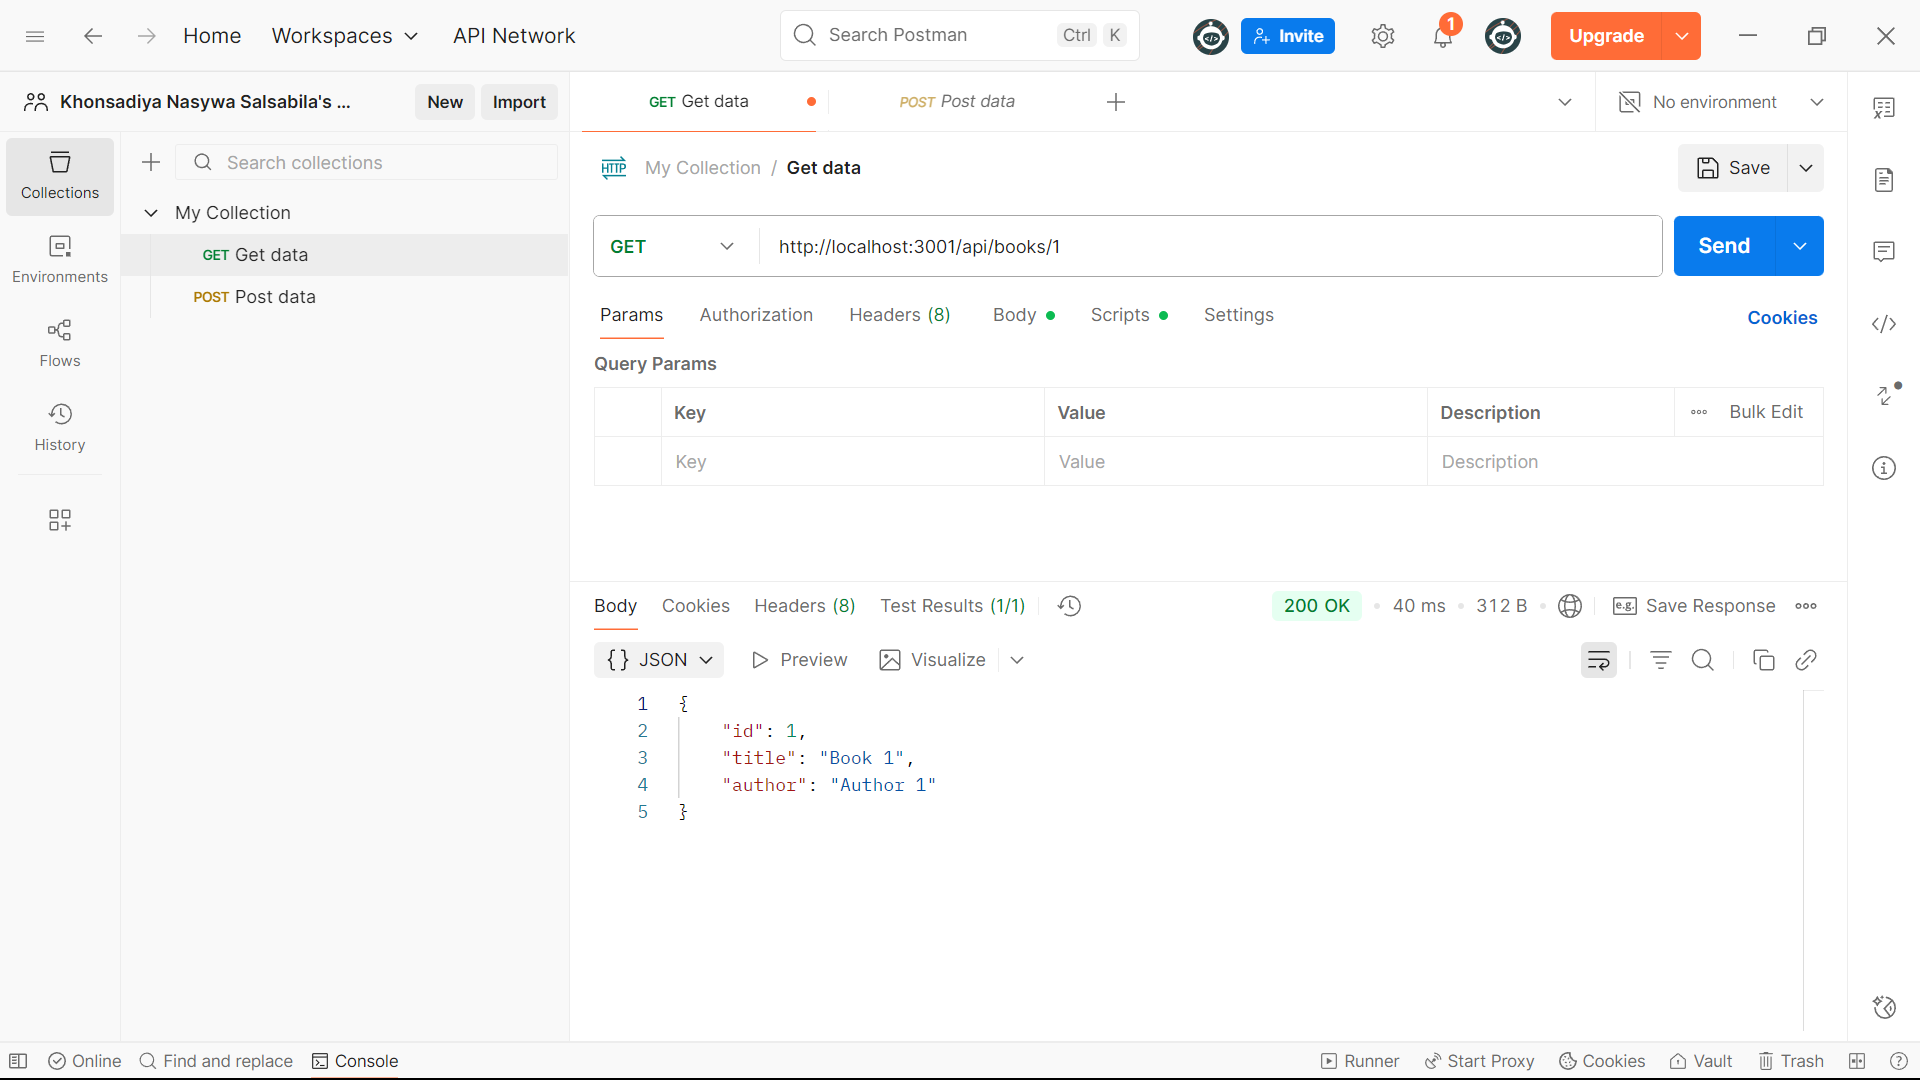 Home Workspaces API Network Search Postman Ctrl K Invite 1 Upgrade
Khonsadiya Nasywa Salsabila's ... New Import GET Get data POST Post data No environment
Collections
Search collections
HTTP My Collection / Get data Save
My Collection
GET Get data
POST Post data
Environments
Flows
History
GET http://localhost:3001/api/books/1 Send
Params Authorization Headers (8) Body Scripts Settings Cookies
Query Params
Key Value Description Bulk Edit
Key Value Description
Body Cookies Headers (8) Test Results (1/1) 200 OK 40 ms 312 B e.g. Save Response
{} JSON Preview Visualize
1 {
2 "id": 1,
3 "title": "Book 1",
4 "author": "Author 1"
5 }
Online Find and replace Console Runner Start Proxy Cookies Vault Trash